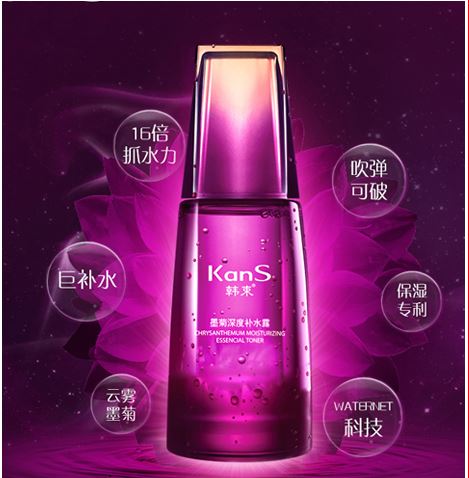 16倍
抓水力
吹弹
可破
KanS
韩束®
巨补水
保湿
专利
墨菊深度补水露
CHRYSANTHEMUM MOISTURIZING
ESSENCIAL TONER
云雾
墨菊
WATERNET
科技